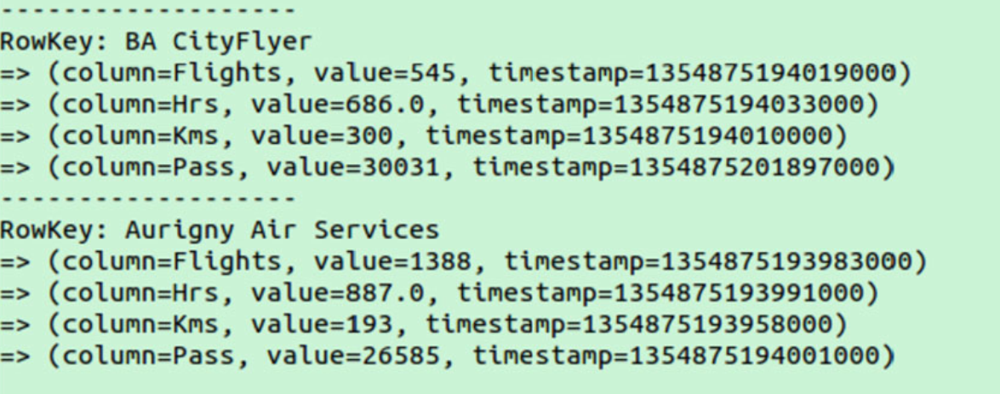 -------------------
RowKey: BA CityFlyer
=> (column=Flights, value=545, timestamp=1354875194019000)
=> (column=Hrs, value=686.0, timestamp=1354875194033000)
=> (column=Kms, value=300, timestamp=1354875194010000)
=> (column=Pass, value=30031, timestamp=1354875201897000)
-------------------
RowKey: Aurigny Air Services
=> (column=Flights, value=1388, timestamp=1354875193983000)
=> (column=Hrs, value=887.0, timestamp=1354875193991000)
=> (column=Kms, value=193, timestamp=1354875193958000)
=> (column=Pass, value=26585, timestamp=1354875194001000)